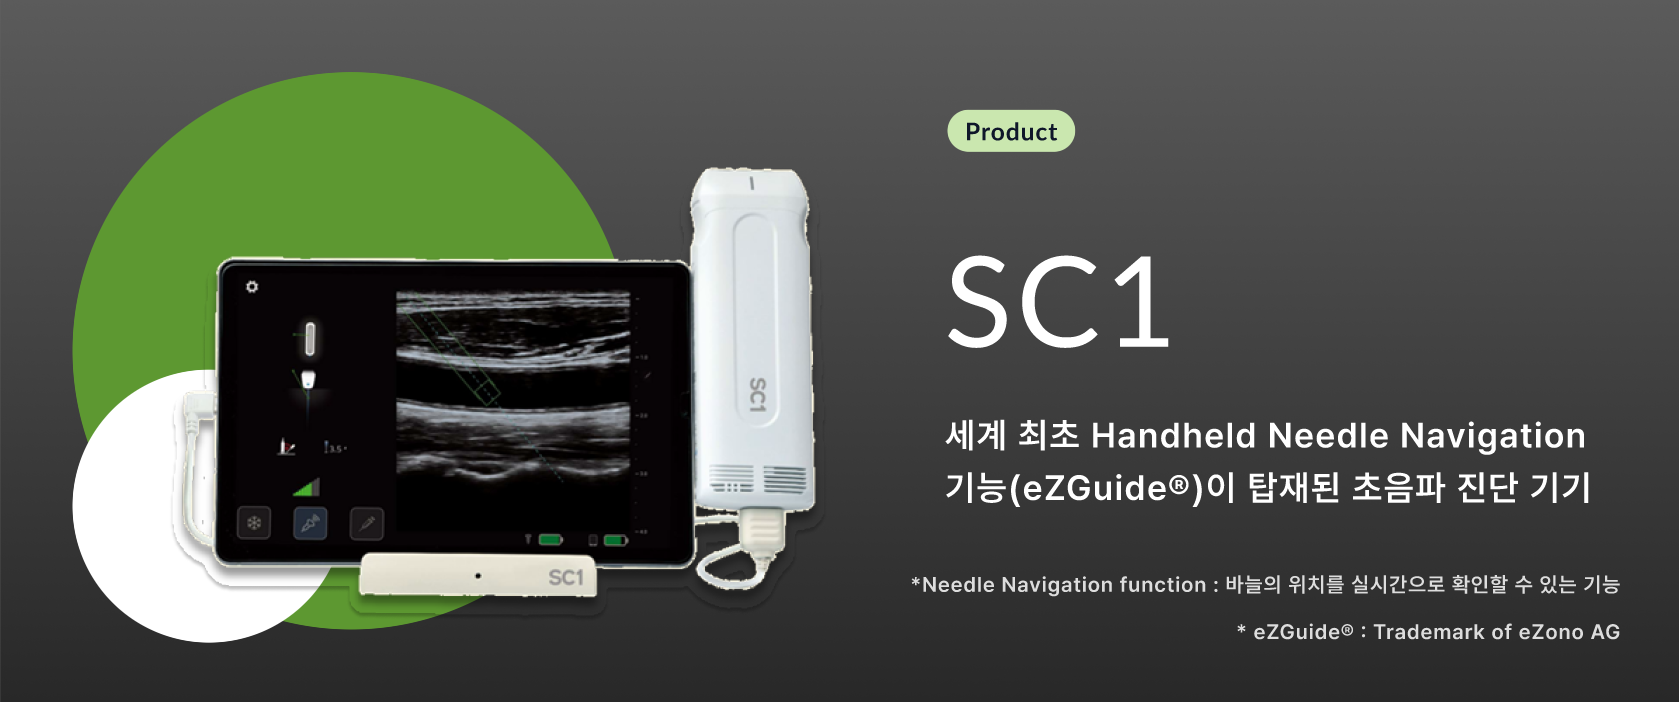 Product
SC1
세계 최초 Handheld Needle Navigation
기능(eZGuide®)이 탑재된 초음파 진단 기기
*Needle Navigation function : 바늘의 위치를 실시간으로 확인할 수 있는 기능
* eZGuide® : Trademark of eZono AG
SC1
SC1